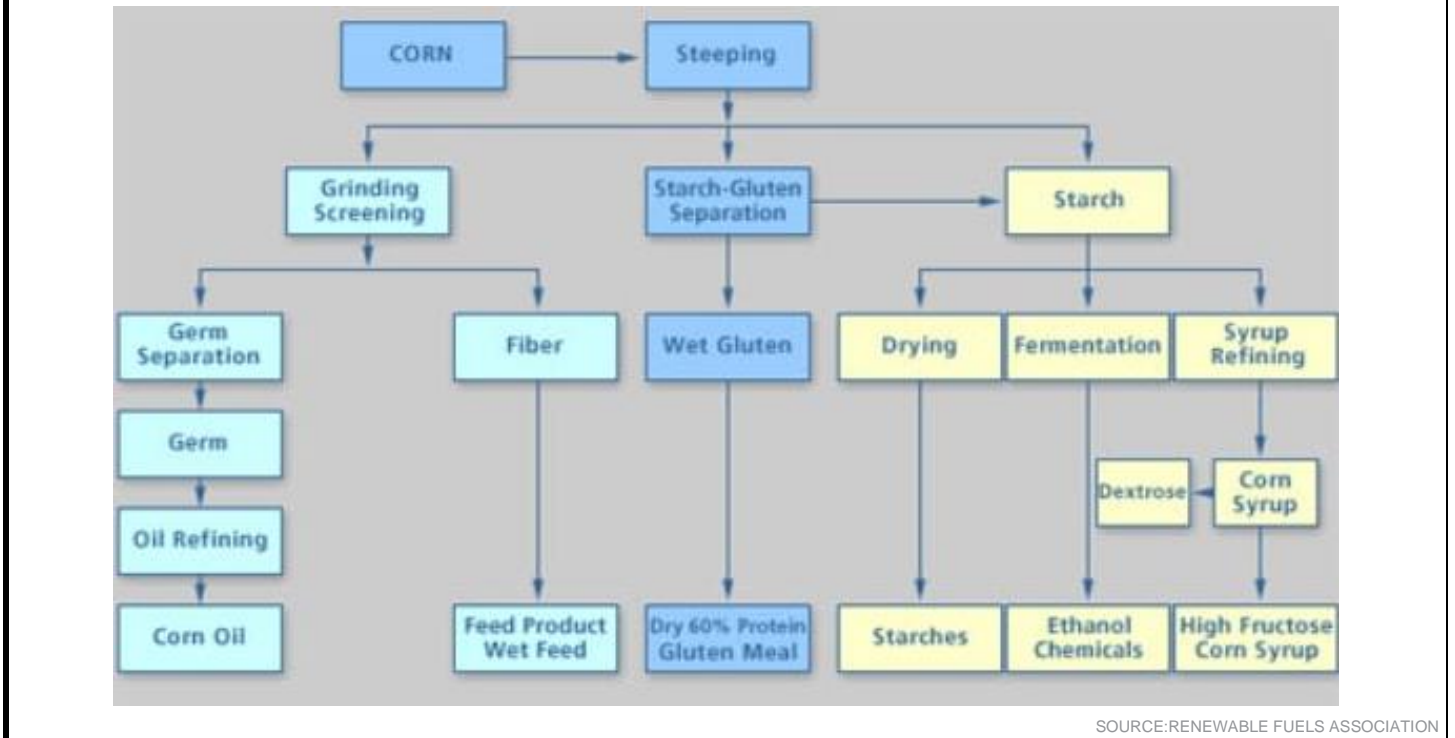 CORN
Steeping
Grinding
Screening
Starch-Gluten
Separation
Starch
Germ
Separation
Fiber
Wet Gluten
Drying
Fermentation
Syrup
Refining
Germ
Dextrose
Corn
Syrup
Oil Refining
Corn Oil
Feed Product
Wet Feed
Dry 60% Protein
Gluten Meal
Starches
Ethanol
Chemicals
High Fructose
Corn Syrup
SOURCE:RENEWABLE FUELS ASSOCIATION